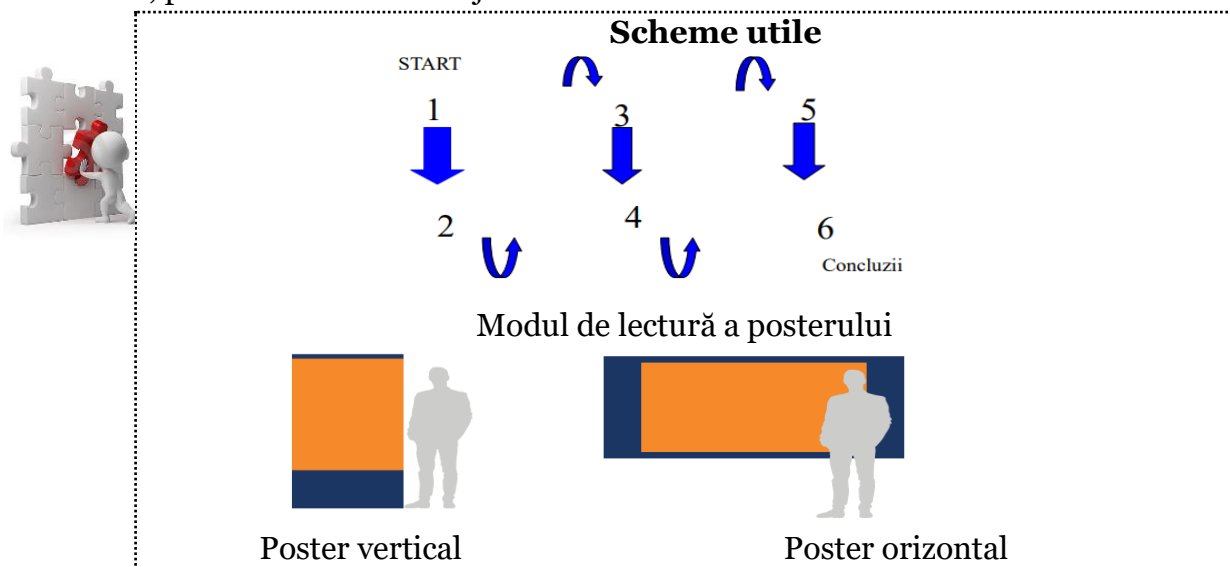 Scheme utile
START
1 3 5
2 4 6
Concluzii
Modul de lectură a posterului
Poster vertical Poster orizontal